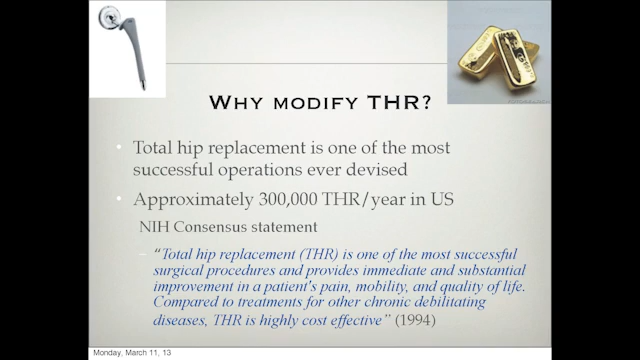 WHY MODIFY THR?
• Total hip replacement is one of the most
successful operations ever devised
• Approximately 300,000 THR/year in US
NIH Consensus statement
– “Total hip replacement (THR) is one of the most successful
surgical procedures and provides immediate and substantial
improvement in a patient's pain, mobility, and quality of life.
Compared to treatments for other chronic debilitating
diseases, THR is highly cost effective” (1994)
Monday, March 11, 13